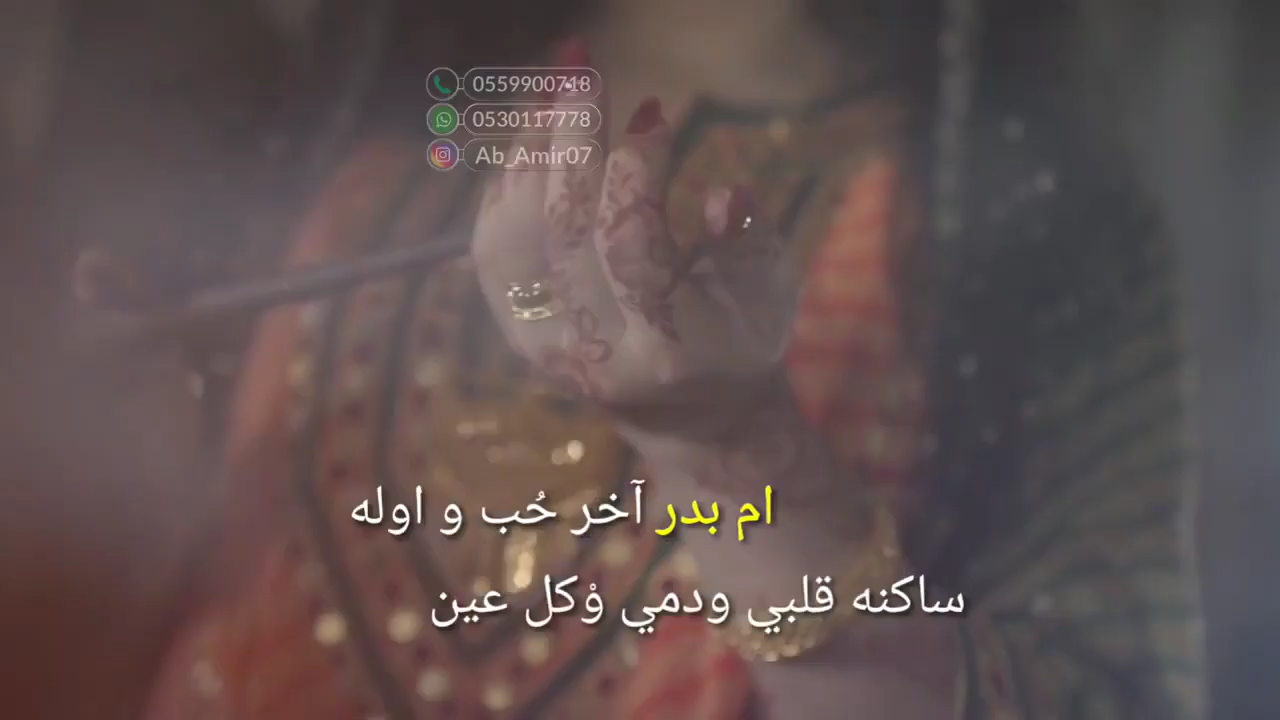 0559900718
0530117778
Ab_Amir07
ام بدر آخر حُب و اوله
ساكنه قلبي ودمي وْكل عين